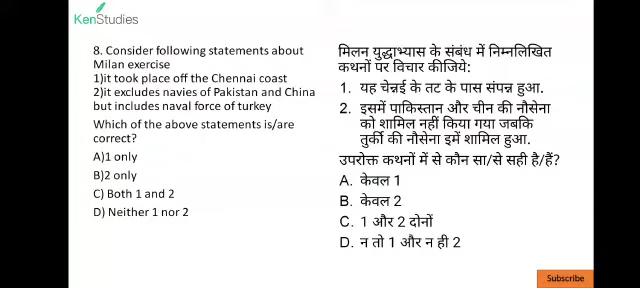 KenStudies
8. Consider following statements about
Milan exercise
1)it took place off the Chennai coast
2)it excludes navies of Pakistan and China
but includes naval force of turkey
Which of the above statements is/are
correct?
A)1 only
B)2 only
C) Both 1 and 2
D) Neither 1 nor 2
मिलन युद्धाभ्यास के संबंध में निम्नलिखित
कथनों पर विचार कीजिये:
1. यह चेन्नई के तट के पास संपन्न हुआ.
2. इसमें पाकिस्तान और चीन की नौसेना
को शामिल नहीं किया गया जबकि
तुर्की की नौसेना इमें शामिल हुआ.
उपरोक्त कथनों में से कौन सा/से सही है/हैं?
A. केवल 1
B. केवल 2
C. 1 और 2 दोनों
D. न तो 1 और न ही 2
Subscribe